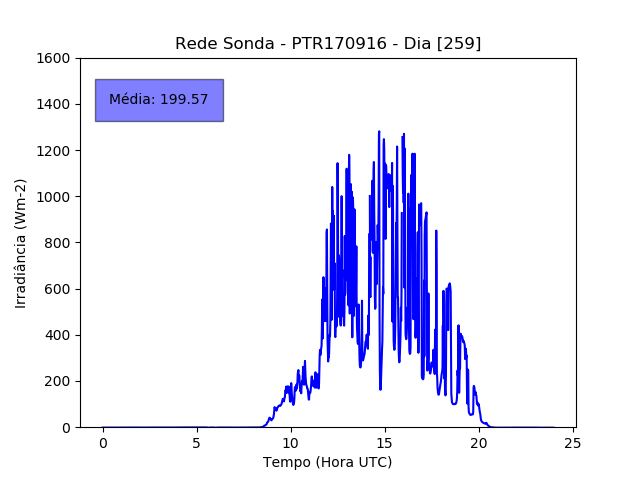 Rede Sonda - PTR170916 - Dia [259]
1600
1400
1200
1000
800
600
400
200
0
Média: 199.57
Irradiância (Wm-2)
0 5 10 15 20 25
Tempo (Hora UTC)